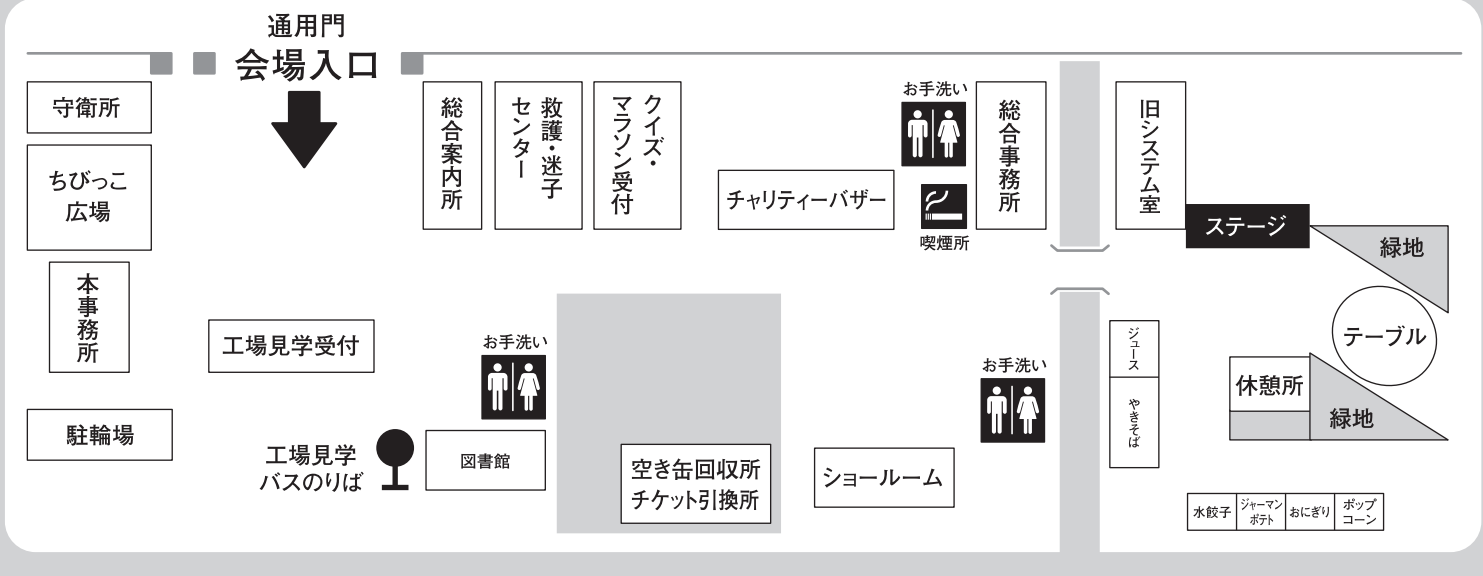 通用門
会場入口
守衛所
ちびっこ
広場
本事務所
駐輪場
総合案内所
救護・迷子
センター
クイズ・
マラソン受付
チャリティーバザー
お手洗い
喫煙所
総合事務所
旧システム室
ステージ
緑地
テーブル
休憩所
緑地
工場見学受付
お手洗い
工場見学
バスのりば
図書館
空き缶回収所
チケット引換所
ショールーム
お手洗い
ジュース
やきそば
水餃子
ジャーマン
ポテト
おにぎり
ポップ
コーン